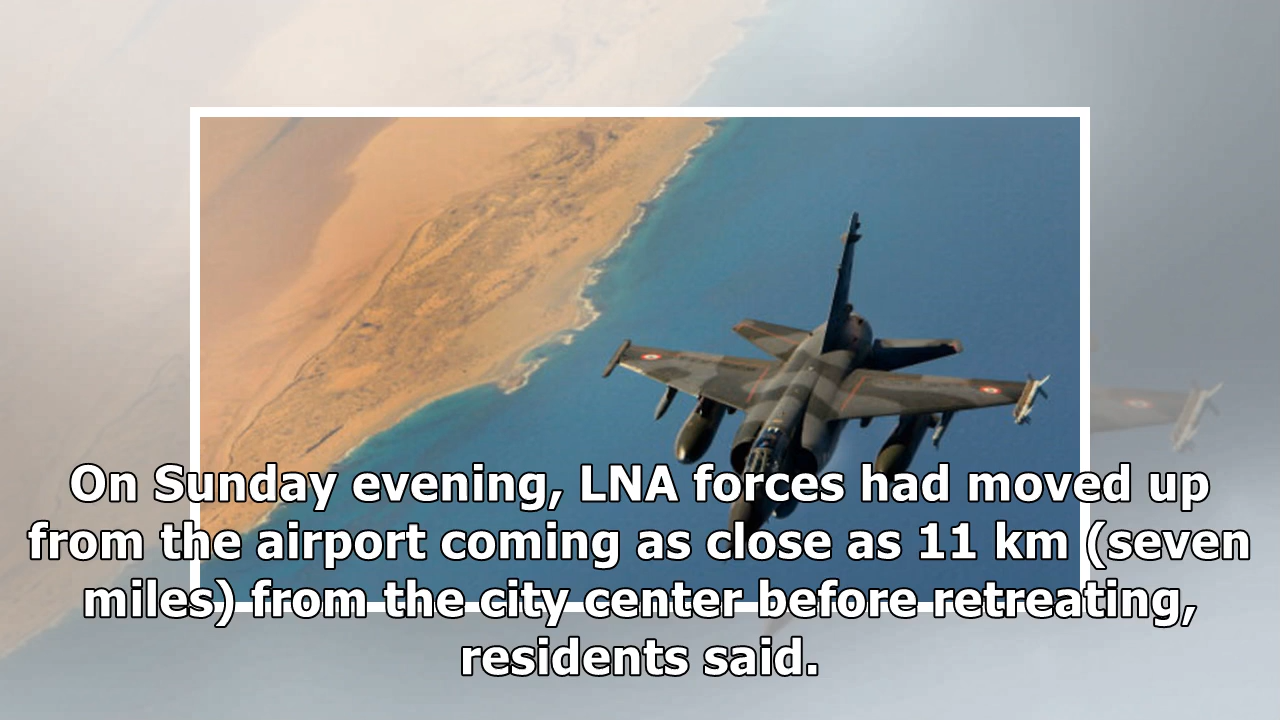 On Sunday evening, LNA forces had moved up
from the airport coming as close as 11 km (seven
miles) from the city center before retreating,
residents said.